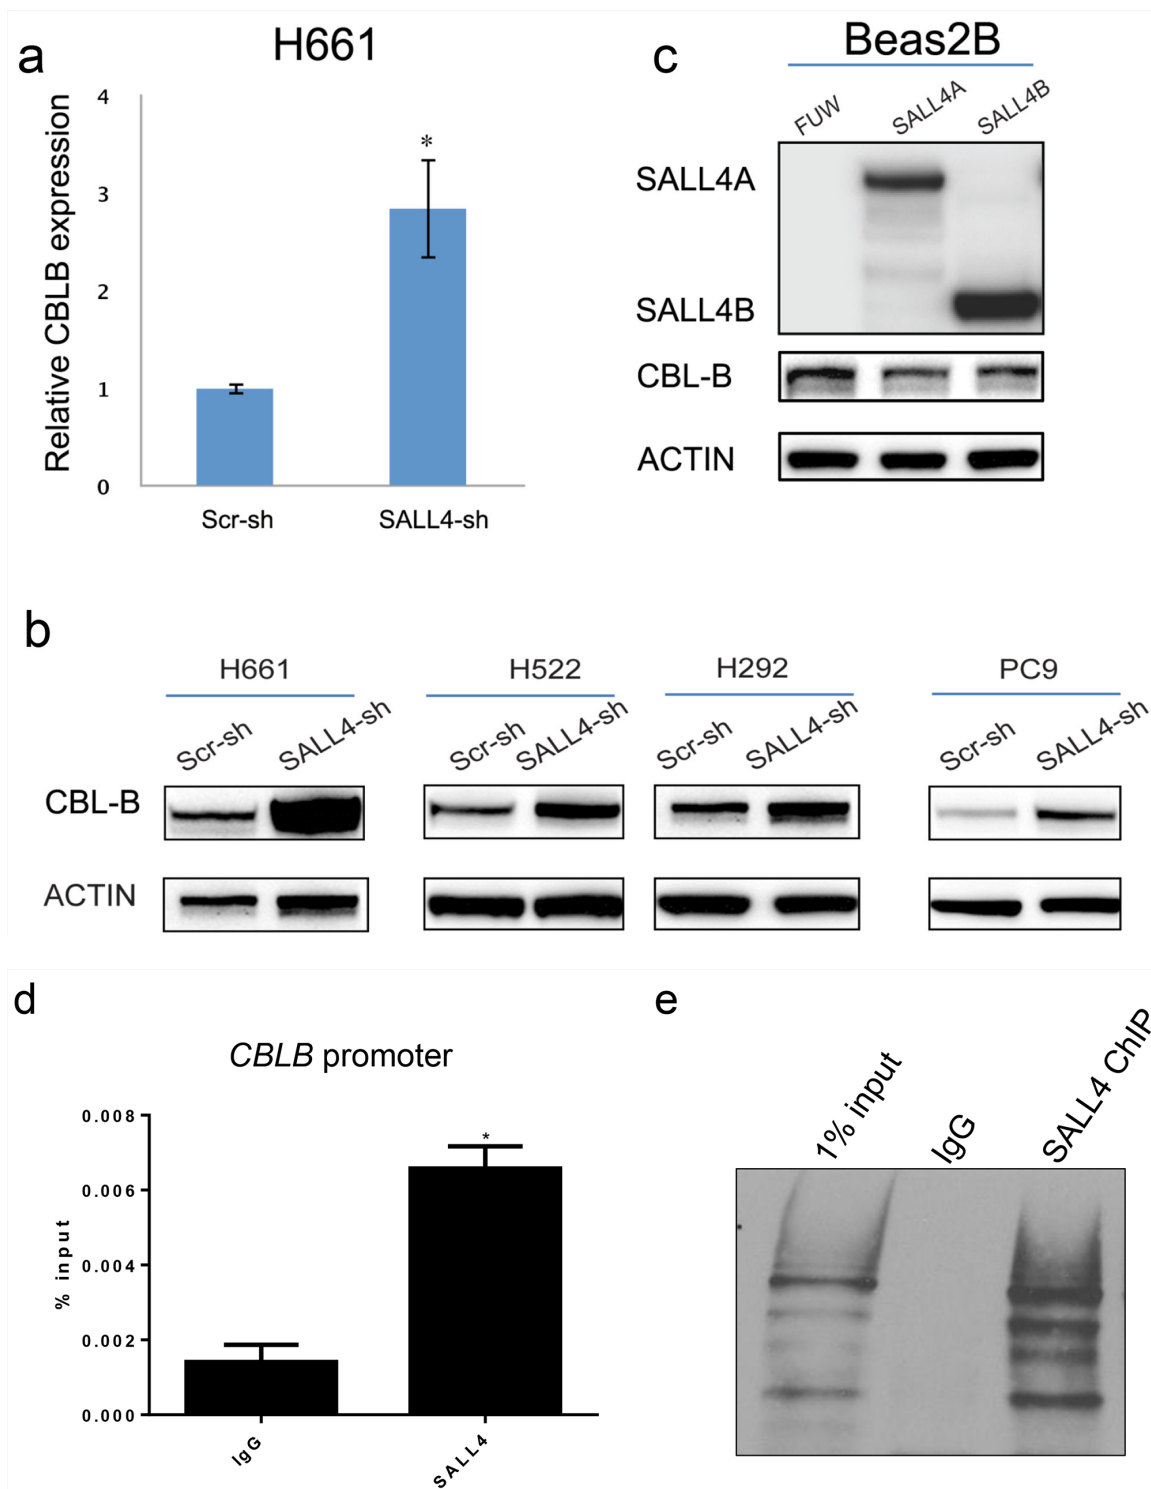 a
H661
Relative CBLB expression
4
3
2
1
0
*
Scr-sh
SALL4-sh
c
Beas2B
FUW
SALL4A
SALL4B
SALL4A
SALL4B
CBL-B
ACTIN
b
H661
H522
H292
PC9
Scr-sh
SALL4-sh
Scr-sh
SALL4-sh
Scr-sh
SALL4-sh
Scr-sh
SALL4-sh
CBL-B
ACTIN
d
CBLB promoter
% input
0.008
0.006
0.004
0.002
0.000
*
IgG
SALL4
e
1% input
IgG
SALL4 ChIP